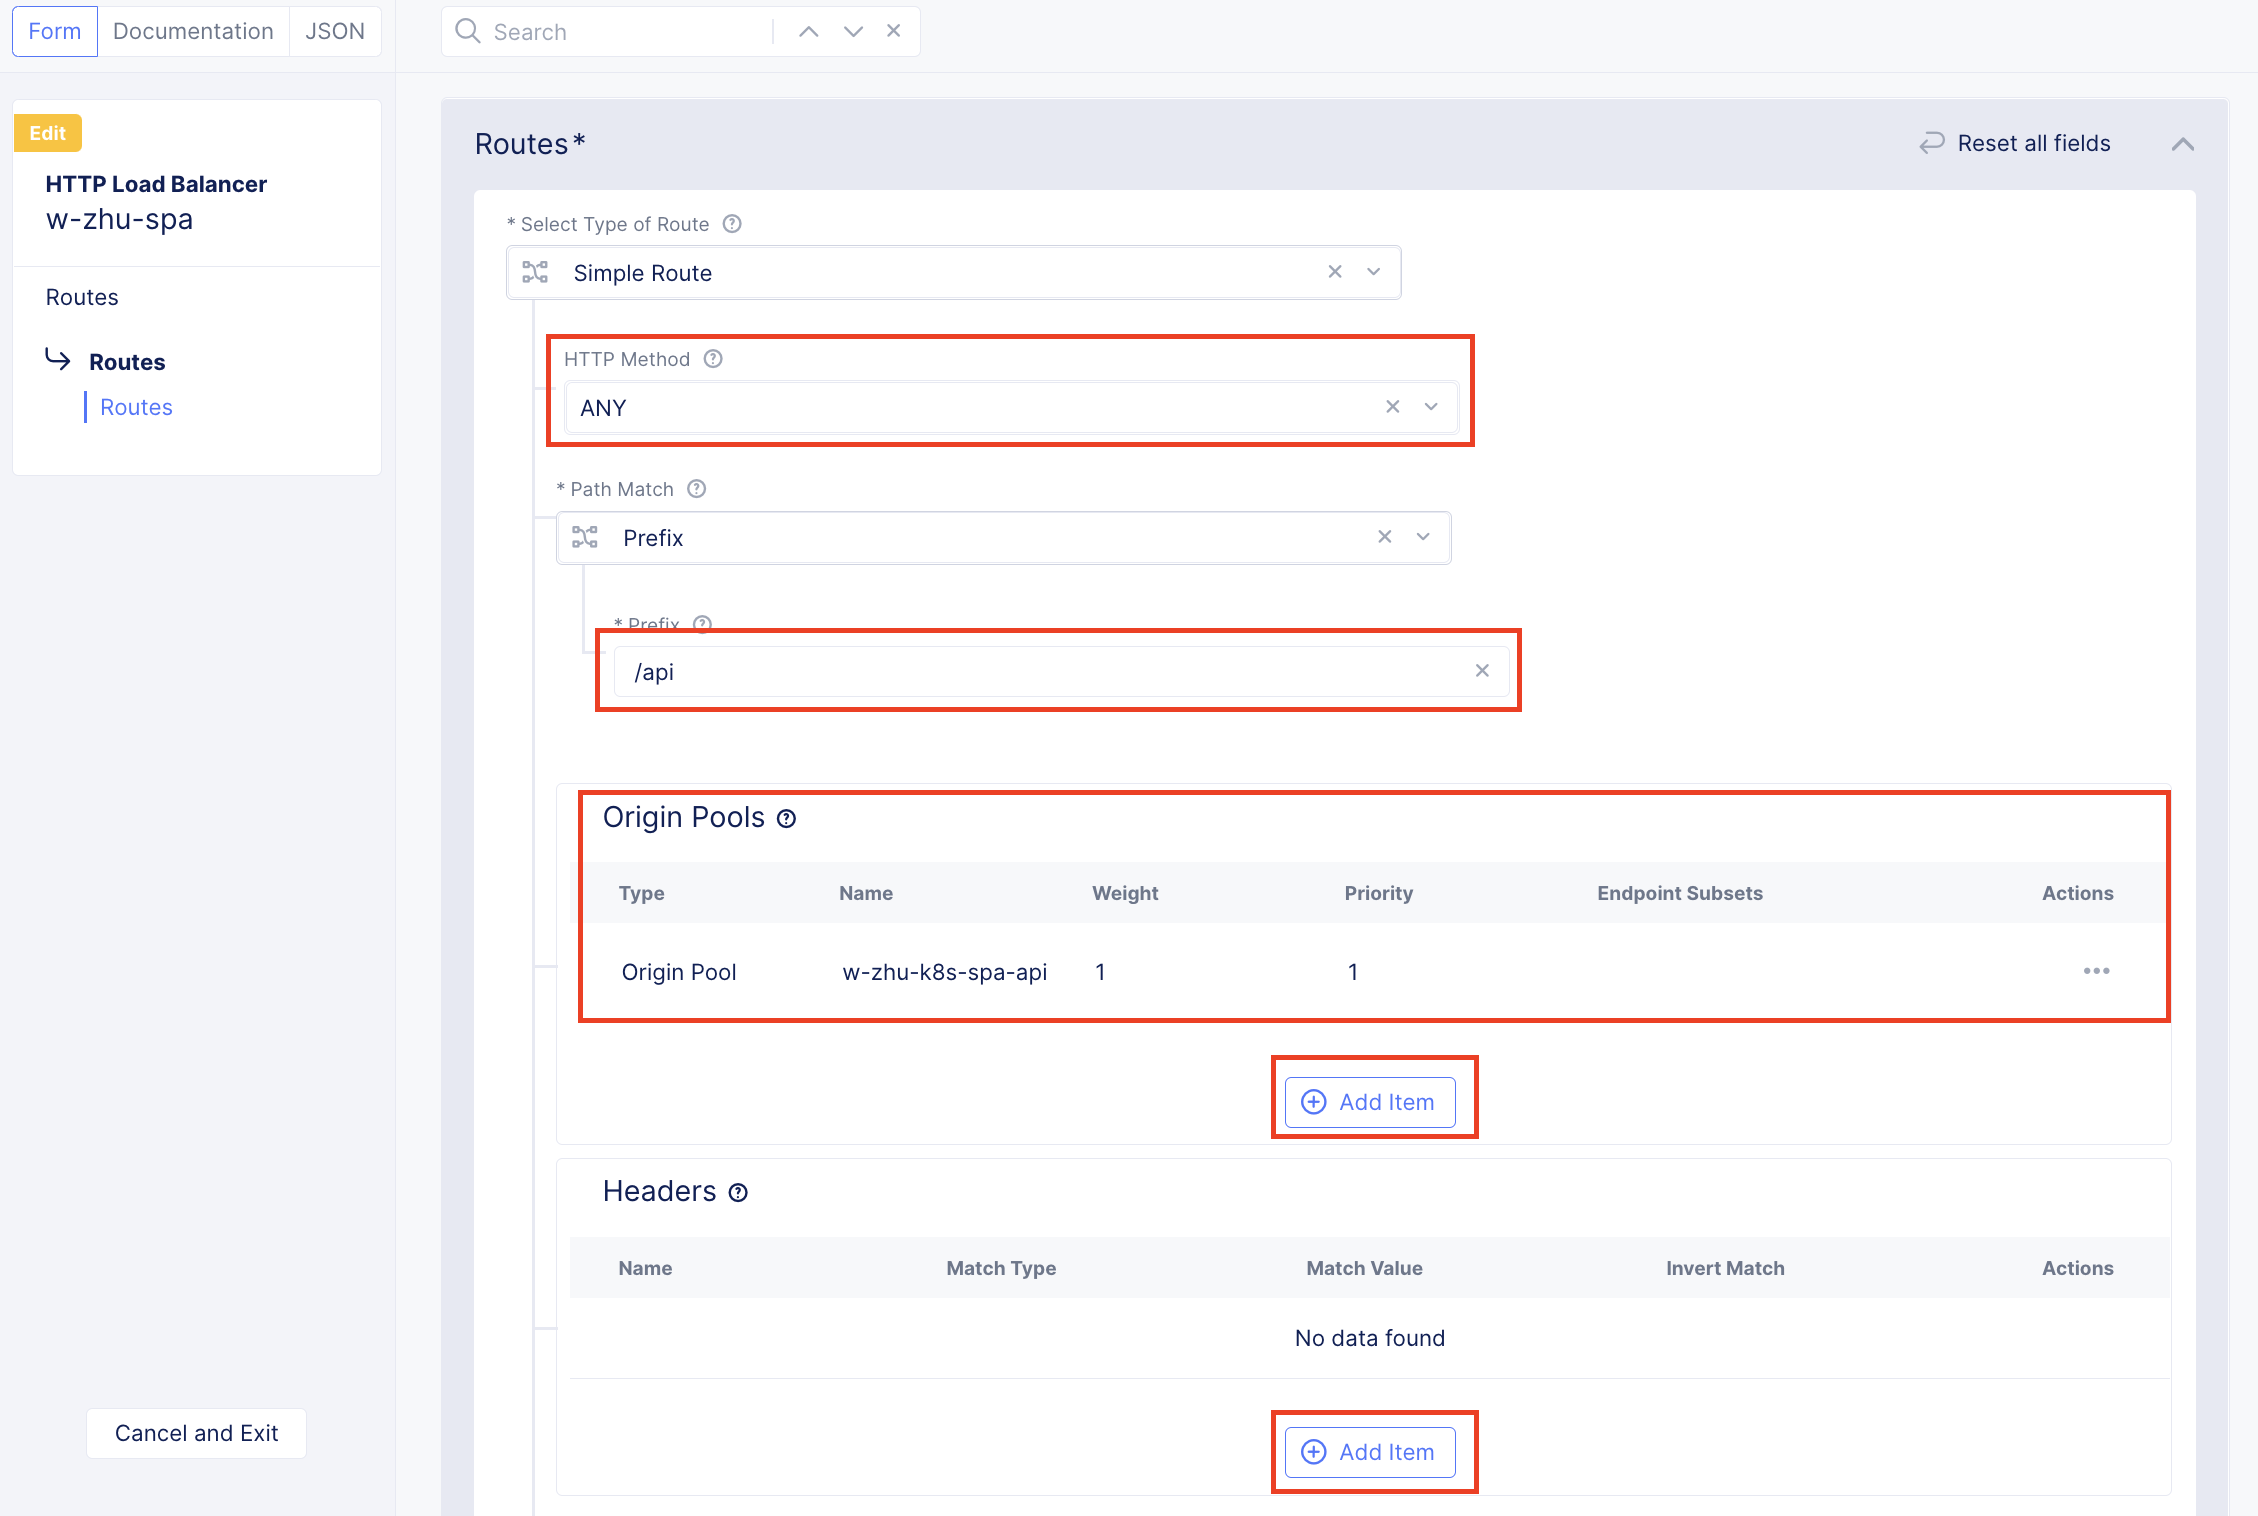 Form Documentation JSON
Search
Edit
HTTP Load Balancer
w-zhu-spa
Routes
Routes
Routes
Cancel and Exit
Routes*
Reset all fields
* Select Type of Route
Simple Route
HTTP Method
ANY
* Path Match
Prefix
* Prefix
/api
Origin Pools
Type Name Weight Priority Endpoint Subsets Actions
Origin Pool w-zhu-k8s-spa-api 1 1
Add Item
Headers
Name Match Type Match Value Invert Match Actions
No data found
Add Item